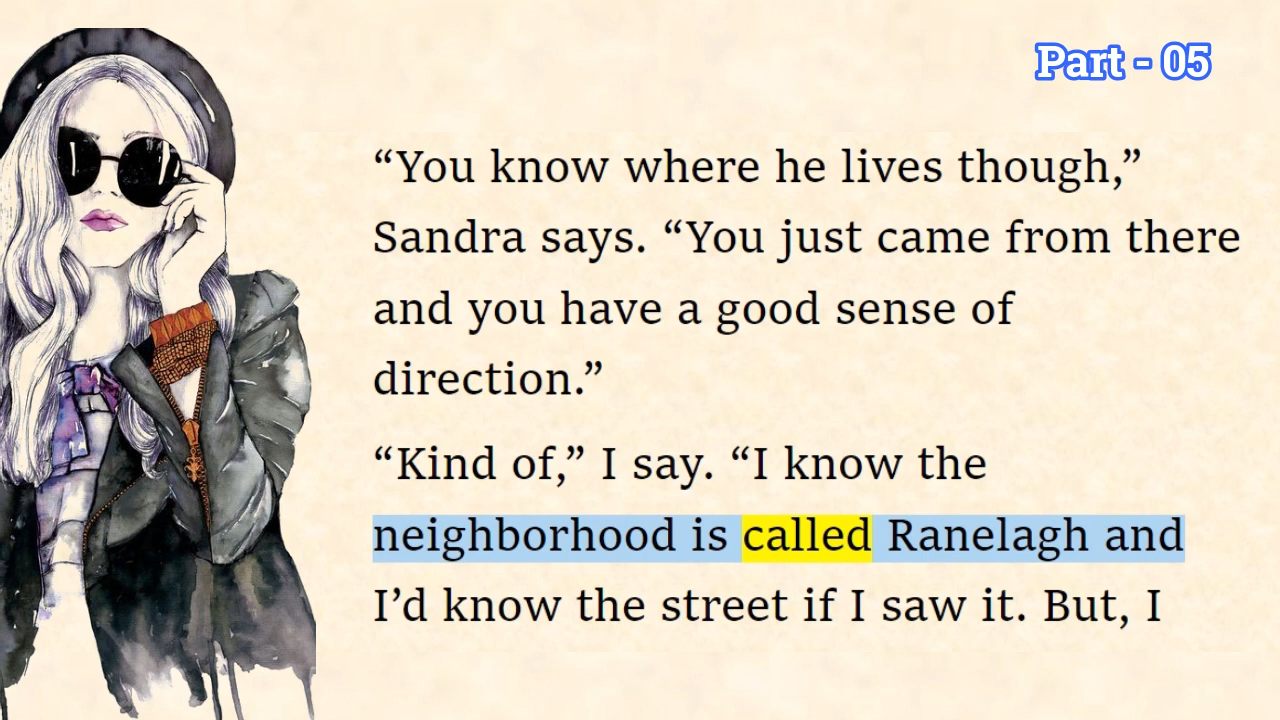 Part - 05
“You know where he lives though,”
Sandra says. “You just came from there
and you have a good sense of
direction.”
“Kind of,” I say. “I know the
neighborhood is called Ranelagh and
I’d know the street if I saw it. But, I